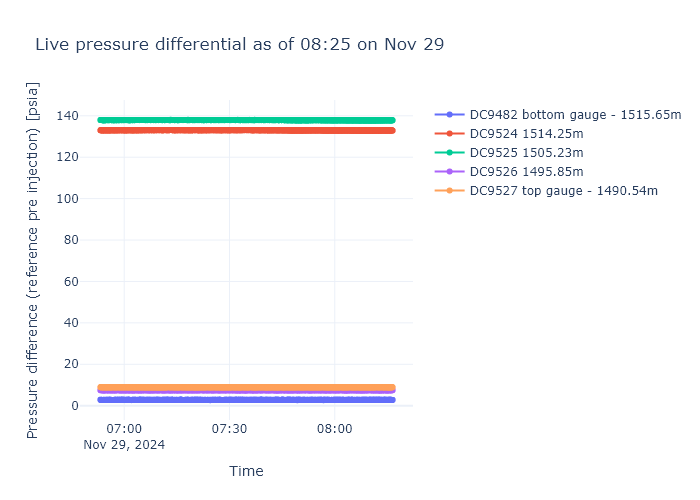 Live pressure differential as of 08:25 on Nov 29
Pressure difference (reference pre injection) [psia]
140
120
100
80
60
40
20
0
07:00
07:30
08:00
Nov 29, 2024
Time
DC9482 bottom gauge - 1515.65m
DC9524 1514.25m
DC9525 1505.23m
DC9526 1495.85m
DC9527 top gauge - 1490.54m